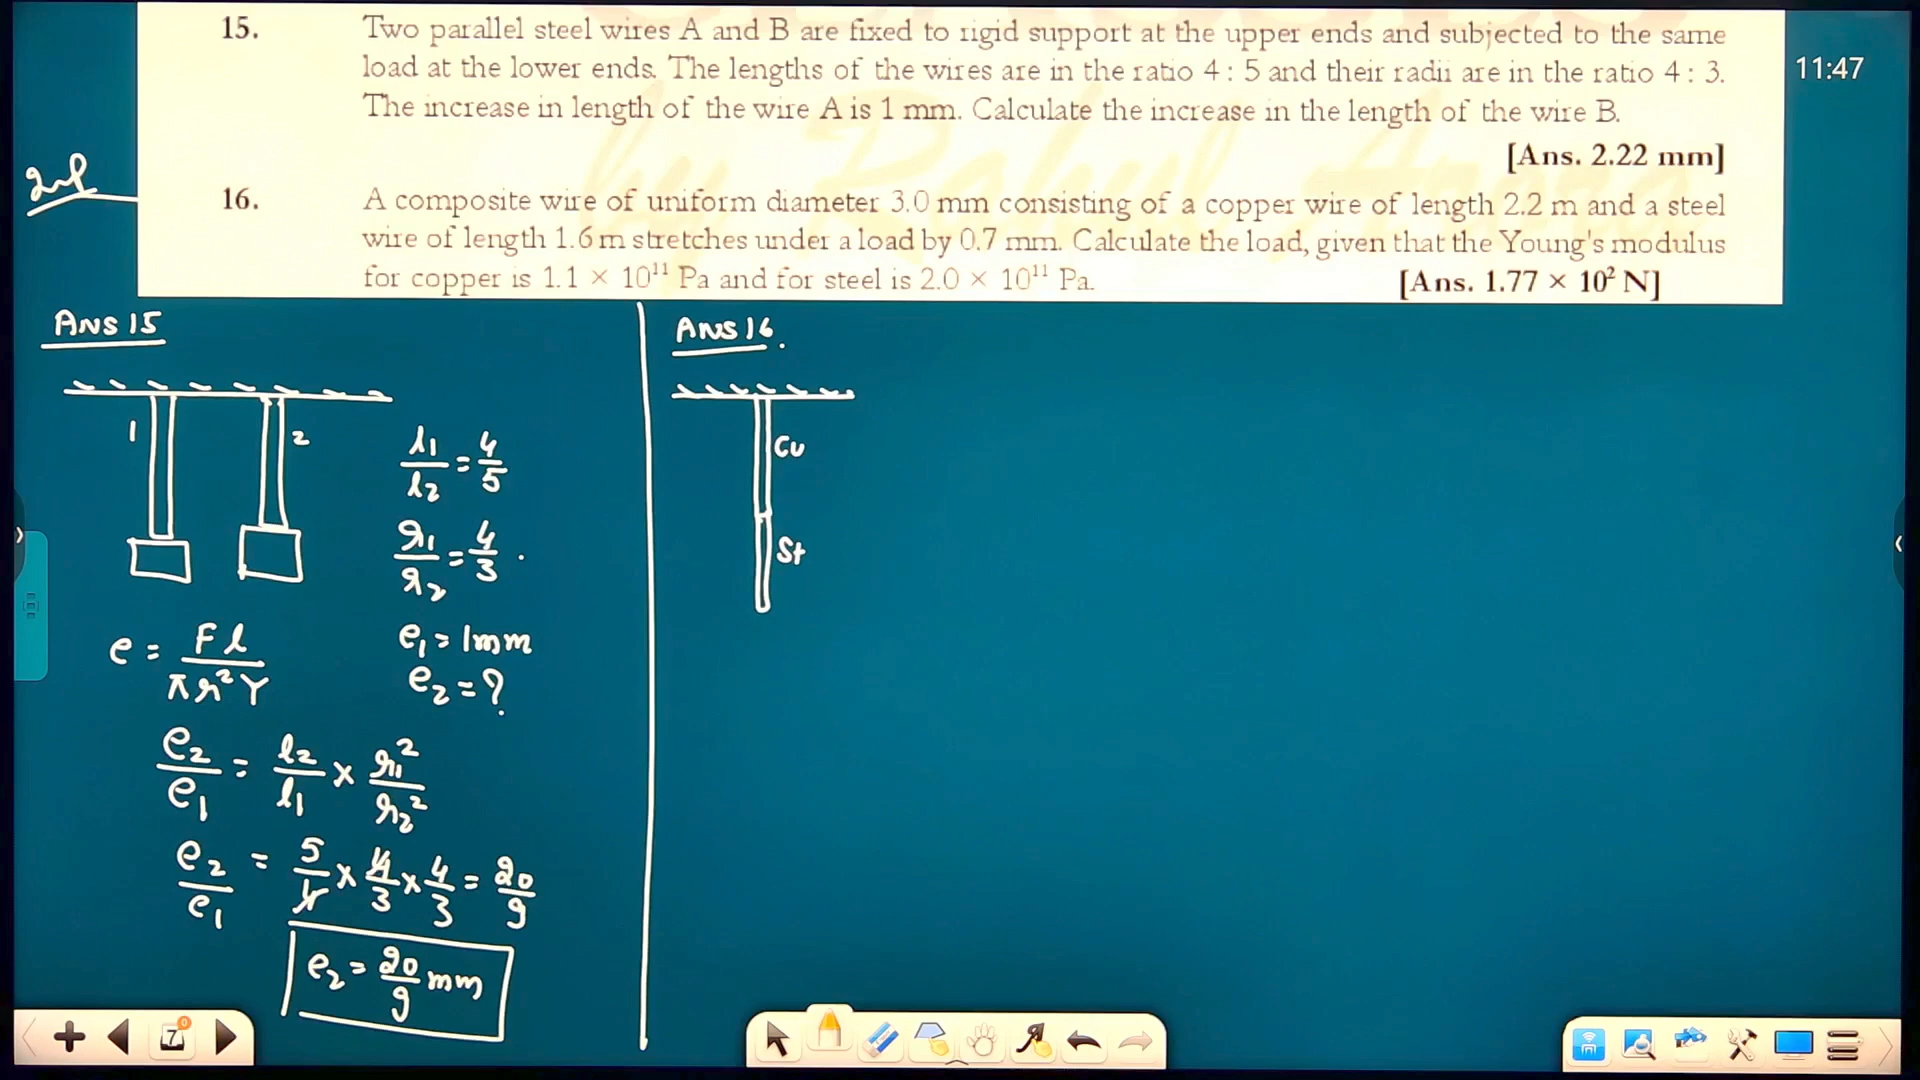 15. Two parallel steel wires A and B are fixed to rigid support at the upper ends and subjected to the same
load at the lower ends. The lengths of the wires are in the ratio 4 : 5 and their radii are in the ratio 4 : 3.
The increase in length of the wire A is 1 mm. Calculate the increase in the length of the wire B.
[Ans. 2.22 mm]
16. A composite wire of uniform diameter 3.0 mm consisting of a copper wire of length 2.2 m and a steel
wire of length 1.6 m stretches under a load by 0.7 mm. Calculate the load, given that the Young's modulus
for copper is 1.1 × 10¹¹ Pa and for steel is 2.0 × 10¹¹ Pa. [Ans. 1.77 × 10² N]
11:47
Ans 15
1
2
l₁/l₂ = 4/5
r₁/r₂ = 4/3 .
e = Fl/πr²Y
e₁ = 1mm
e₂ = ?
e₂/e₁ = l₂/l₁ × r₁²/r₂²
e₂/e₁ = 5/4 × 4/3 × 4/3 = 20/9
e₂ = 20/9 mm
Ans 16.
Cu
St
7
0